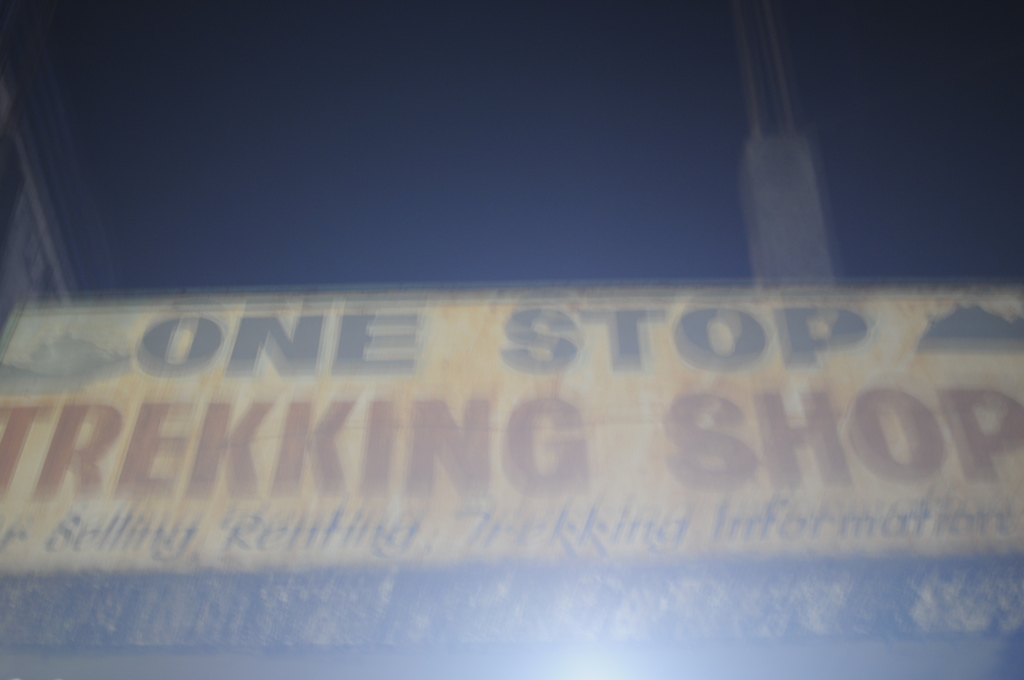 ONE STOP
TREKKING SHOP
r Selling, Renting, Trekking Information